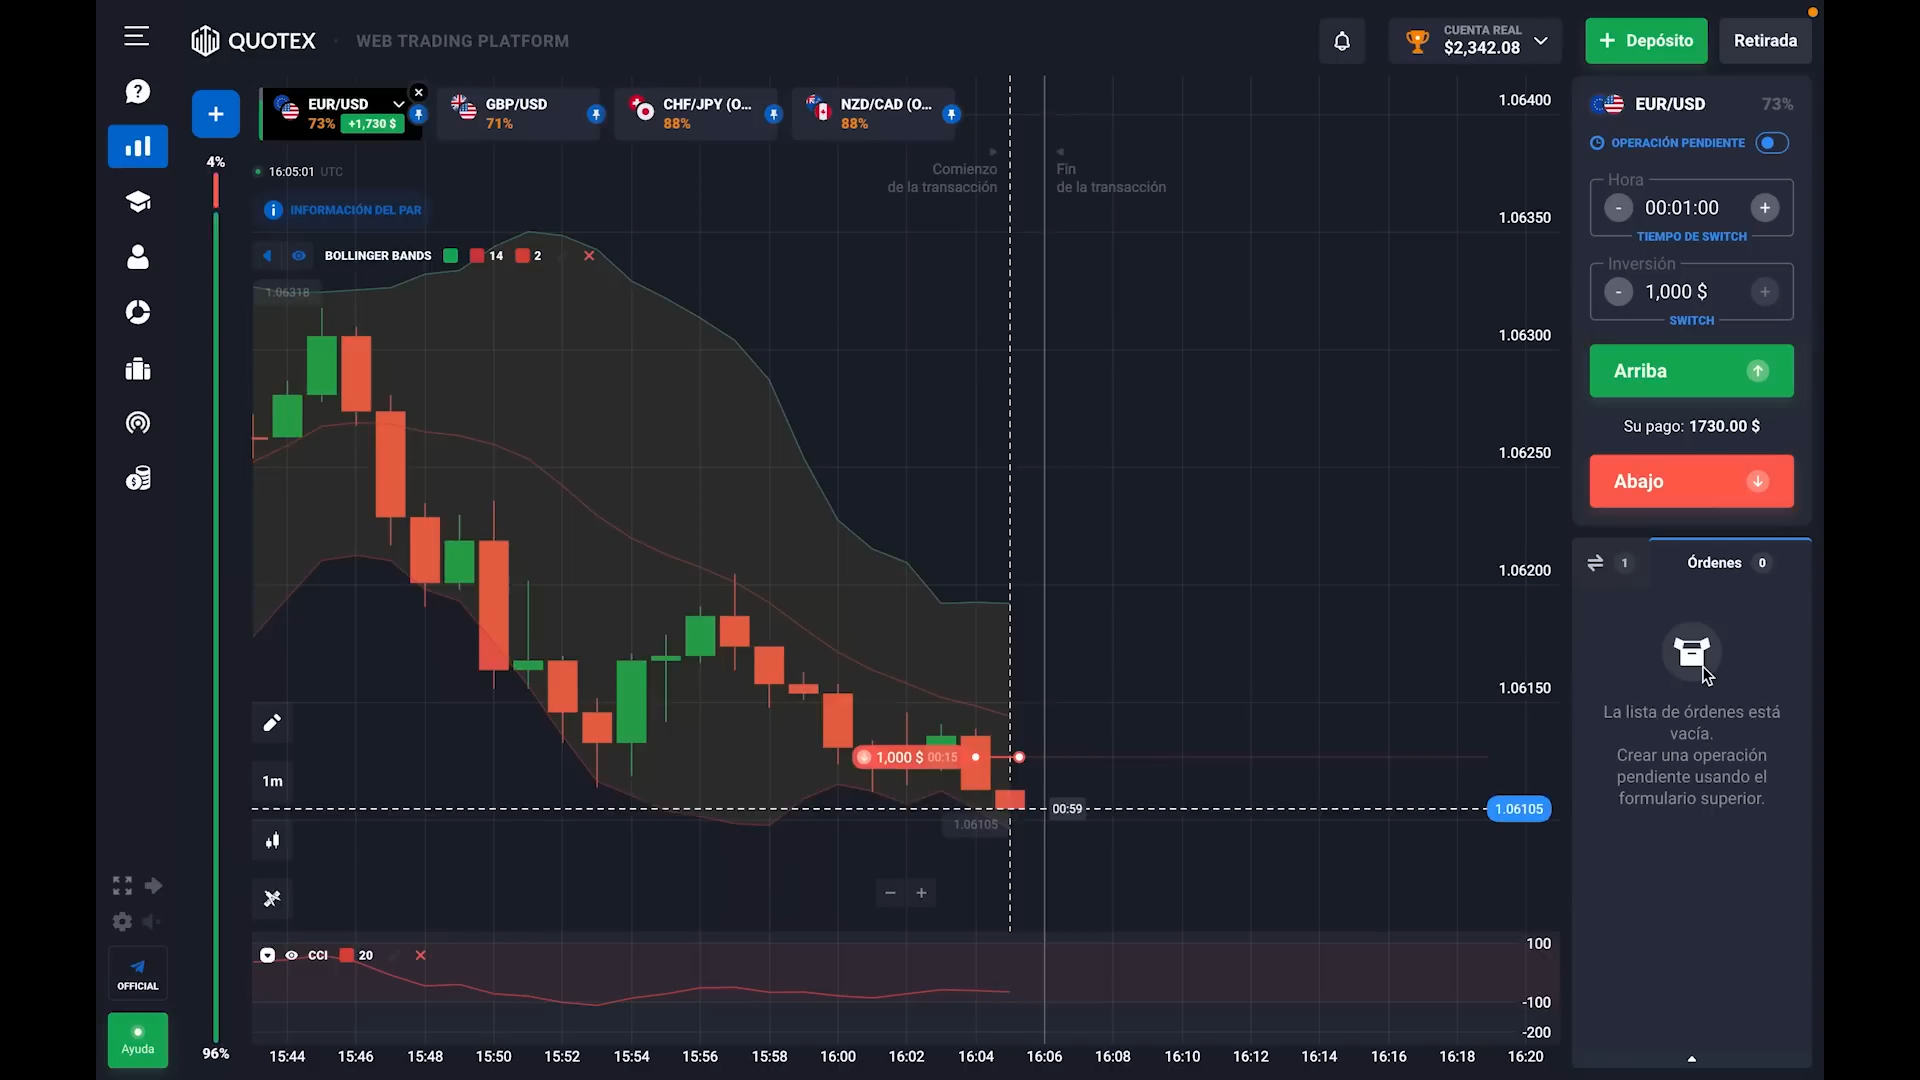 QUOTEX
WEB TRADING PLATFORM
CUENTA REAL
$2,342.08
+ Depósito
Retirada
+
EUR/USD
73% +1,730 $
GBP/USD
71%
CHF/JPY (O...
88%
NZD/CAD (O...
88%
4%
16:05:01 UTC
INFORMACIÓN DEL PAR
BOLLINGER BANDS 14 2
1.06318
Comienzo
de la transacción
Fin
de la transacción
1.06400
1.06350
1.06300
1.06250
1.06200
1.06150
1,000 $ 00:15
00:59
1.06105
1.06105
1m
CCI 20
100
-100
-200
96%
15:44 15:46 15:48 15:50 15:52 15:54 15:56 15:58 16:00 16:02 16:04 16:06 16:08 16:10 16:12 16:14 16:16 16:18 16:20
OFFICIAL
Ayuda
EUR/USD 73%
OPERACIÓN PENDIENTE
Hora
- 00:01:00 +
TIEMPO DE SWITCH
Inversión
- 1,000 $ +
SWITCH
Arriba
Su pago: 1730.00 $
Abajo
1
Órdenes 0
La lista de órdenes está
vacía.
Crear una operación
pendiente usando el
formulario superior.